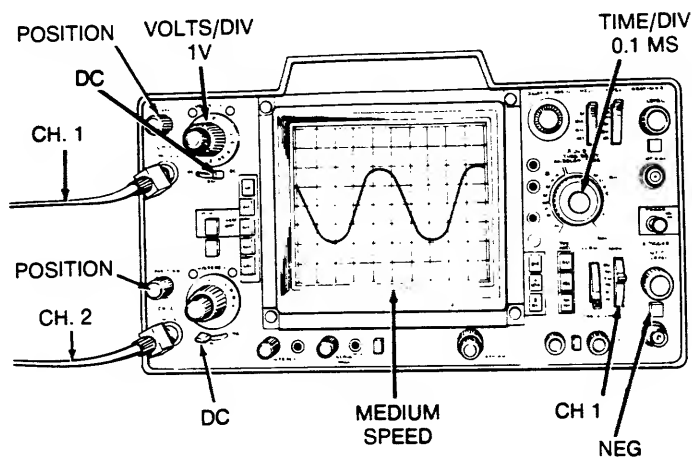 POSITION
VOLTS/DIV
1V
TIME/DIV
0.1 MS
DC
CH. 1
POSITION
CH. 2
DC
MEDIUM
SPEED
CH 1
NEG